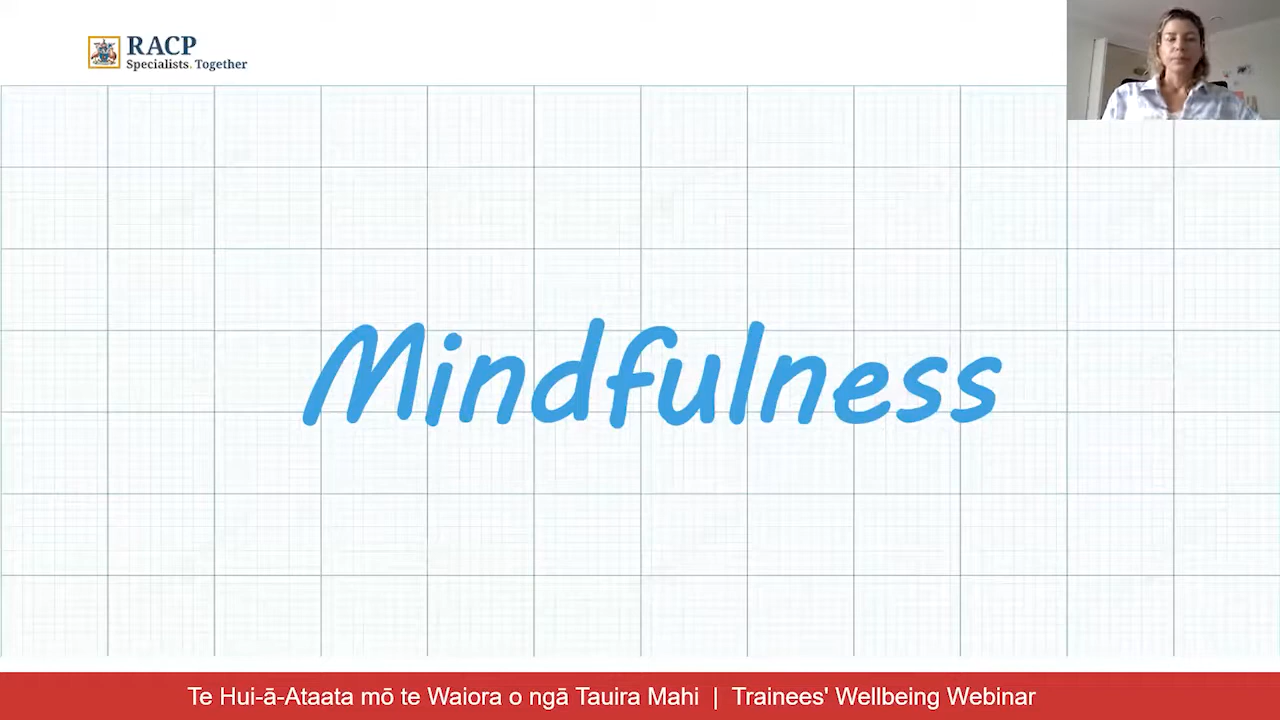 RACP
Specialists. Together
Mindfulness
Te Hui-ā-Ataata mō te Waiora o ngā Tauira Mahi | Trainees' Wellbeing Webinar